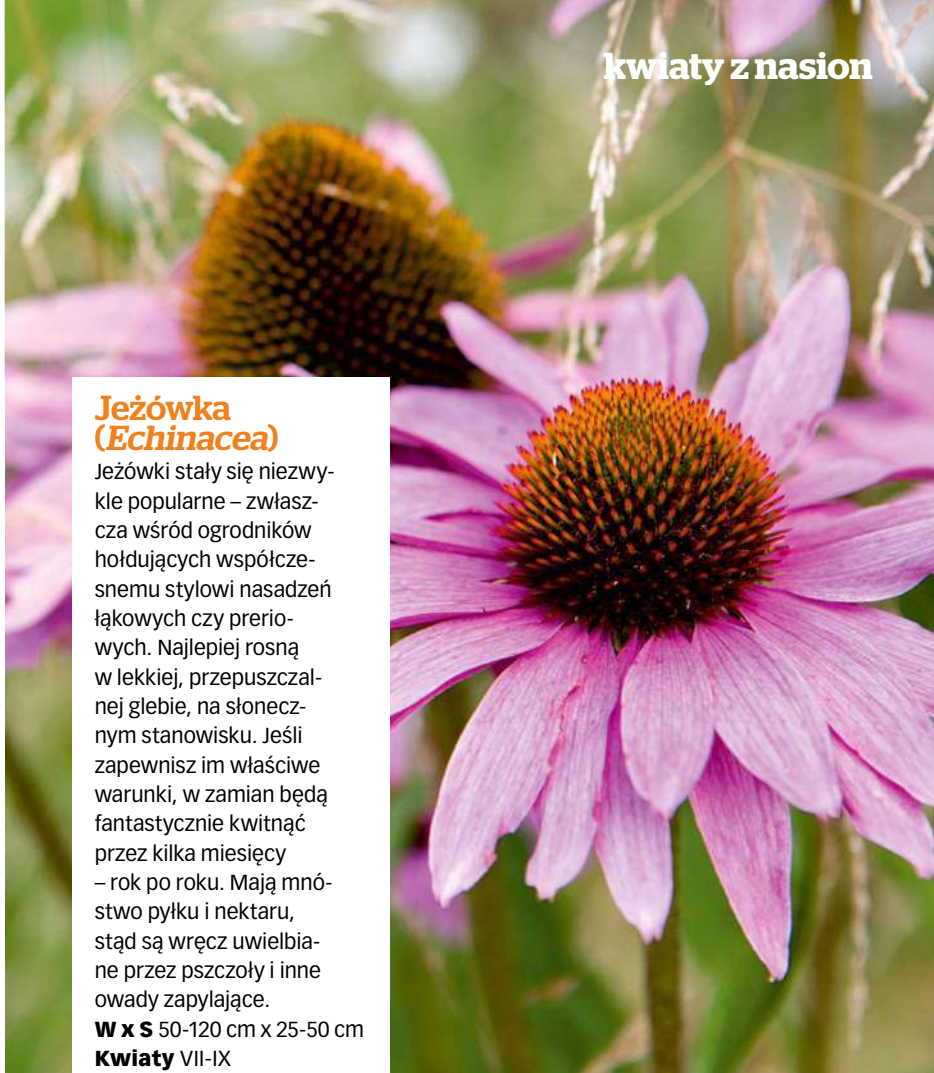 kwiaty z nasion
Jeżówka
(Echinacea)
Jeżówki stały się niezwy-
kle popularne – zwłasz-
cza wśród ogrodników
hołdujących współcze-
snemu stylowi nasadzeń
łąkowych czy prerio-
wych. Najlepiej rosną
w lekkiej, przepuszczal-
nej glebie, na słonecz-
nym stanowisku. Jeśli
zapewnisz im właściwe
warunki, w zamian będą
fantastycznie kwitnąć
przez kilka miesięcy
– rok po roku. Mają mnó-
stwo pyłku i nektaru,
stąd są wręcz uwielbia-
ne przez pszczoły i inne
owady zapylające.
W x S 50-120 cm x 25-50 cm
Kwiaty VII-IX